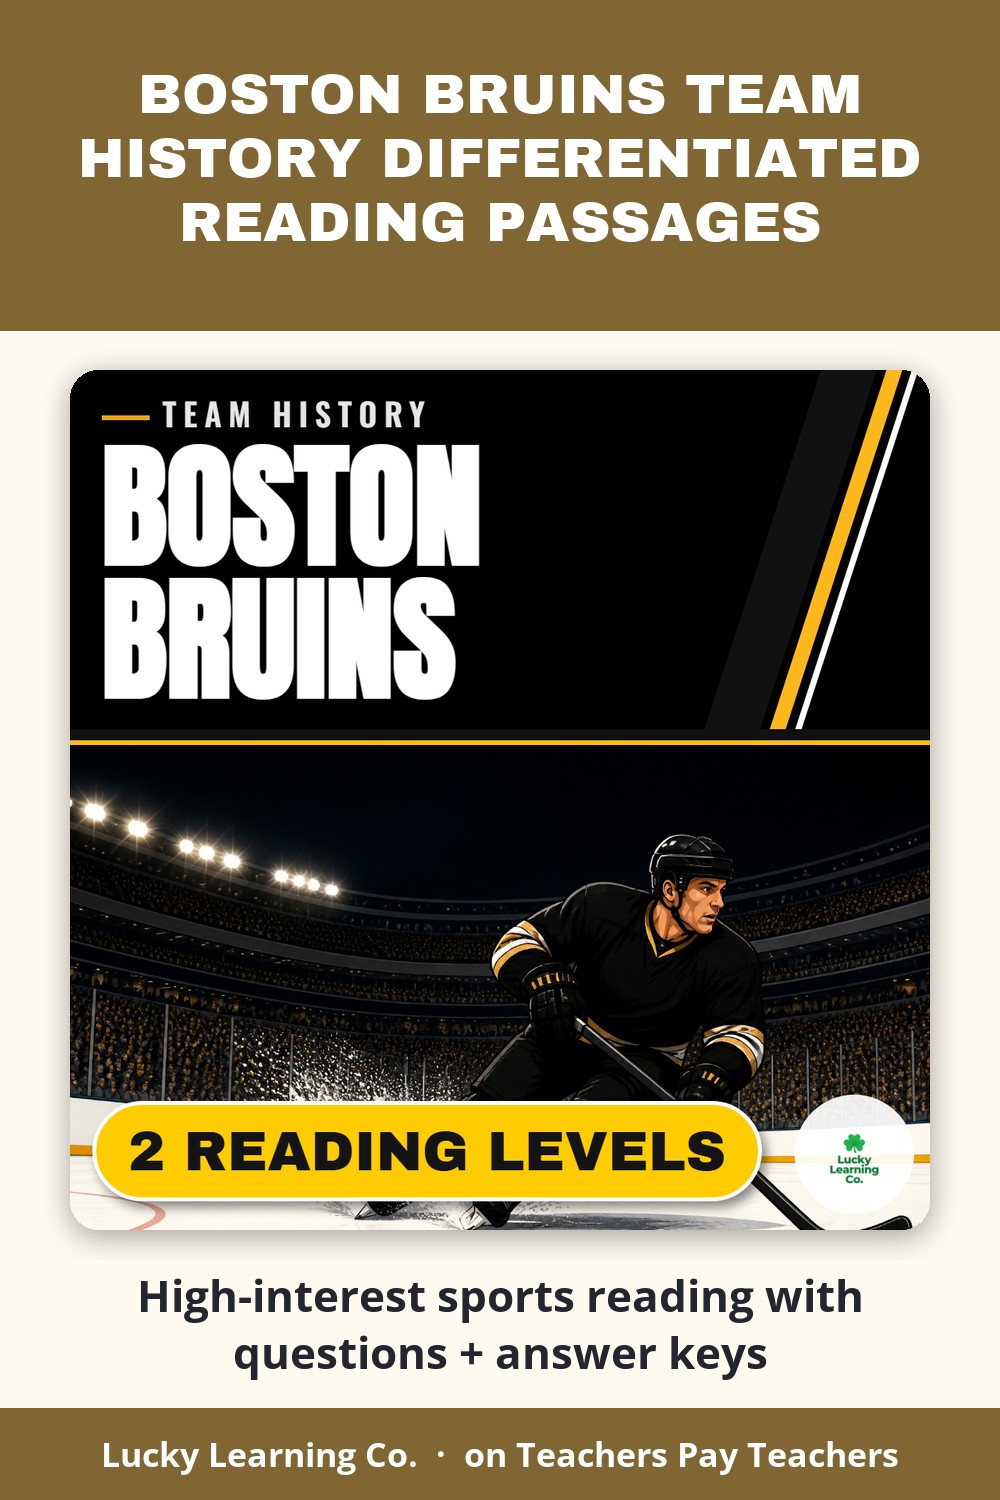 BOSTON BRUINS TEAM
HISTORY DIFFERENTIATED
READING PASSAGES
TEAM HISTORY
BOSTON
BRUINS
2 READING LEVELS
Lucky
Learning
Co.
High-interest sports reading with
questions + answer keys
Lucky Learning Co. · on Teachers Pay Teachers